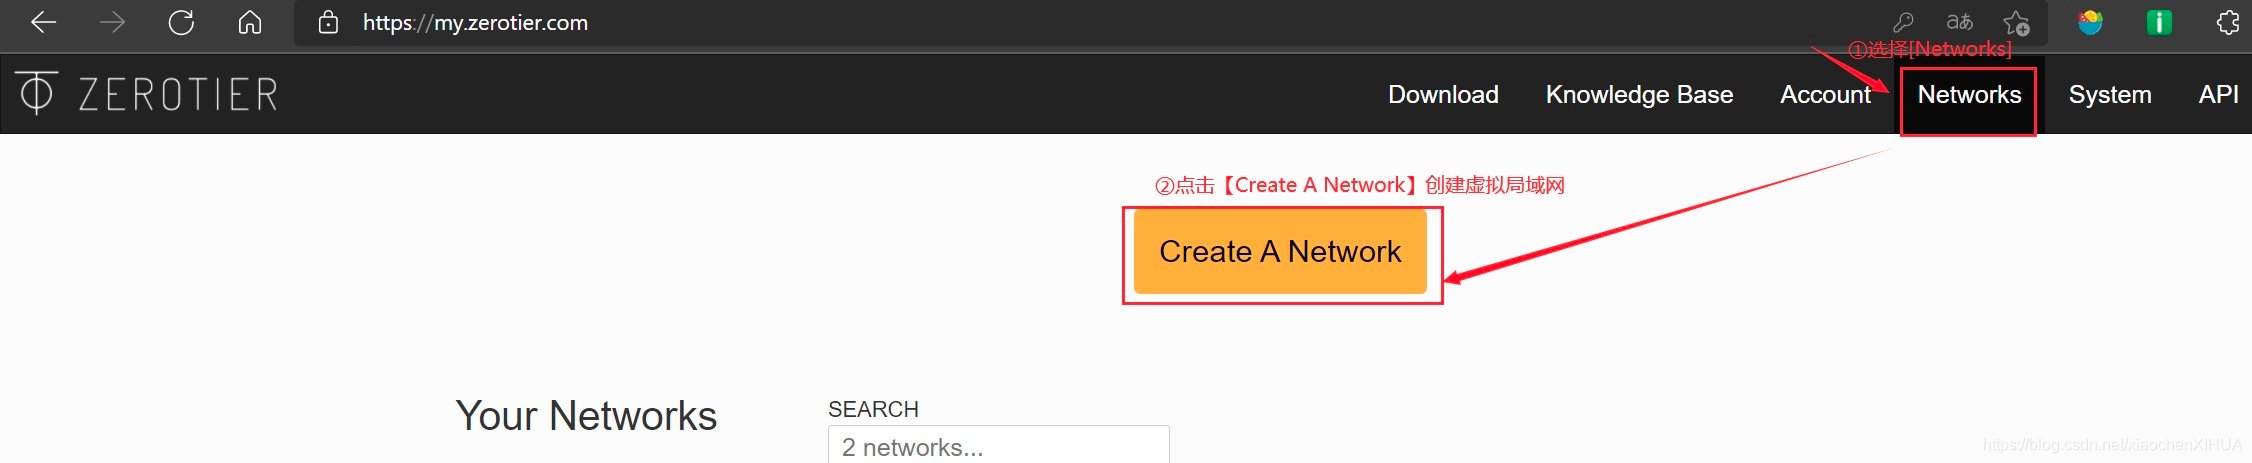 https://my.zerotier.com
aあ
①选择[Networks]
ZEROTIER
Download Knowledge Base Account Networks System API
②点击【Create A Network】创建虚拟局域网
Create A Network
Your Networks
SEARCH
2 networks...
https://blog.csdn.net/xiaochenXIHUA